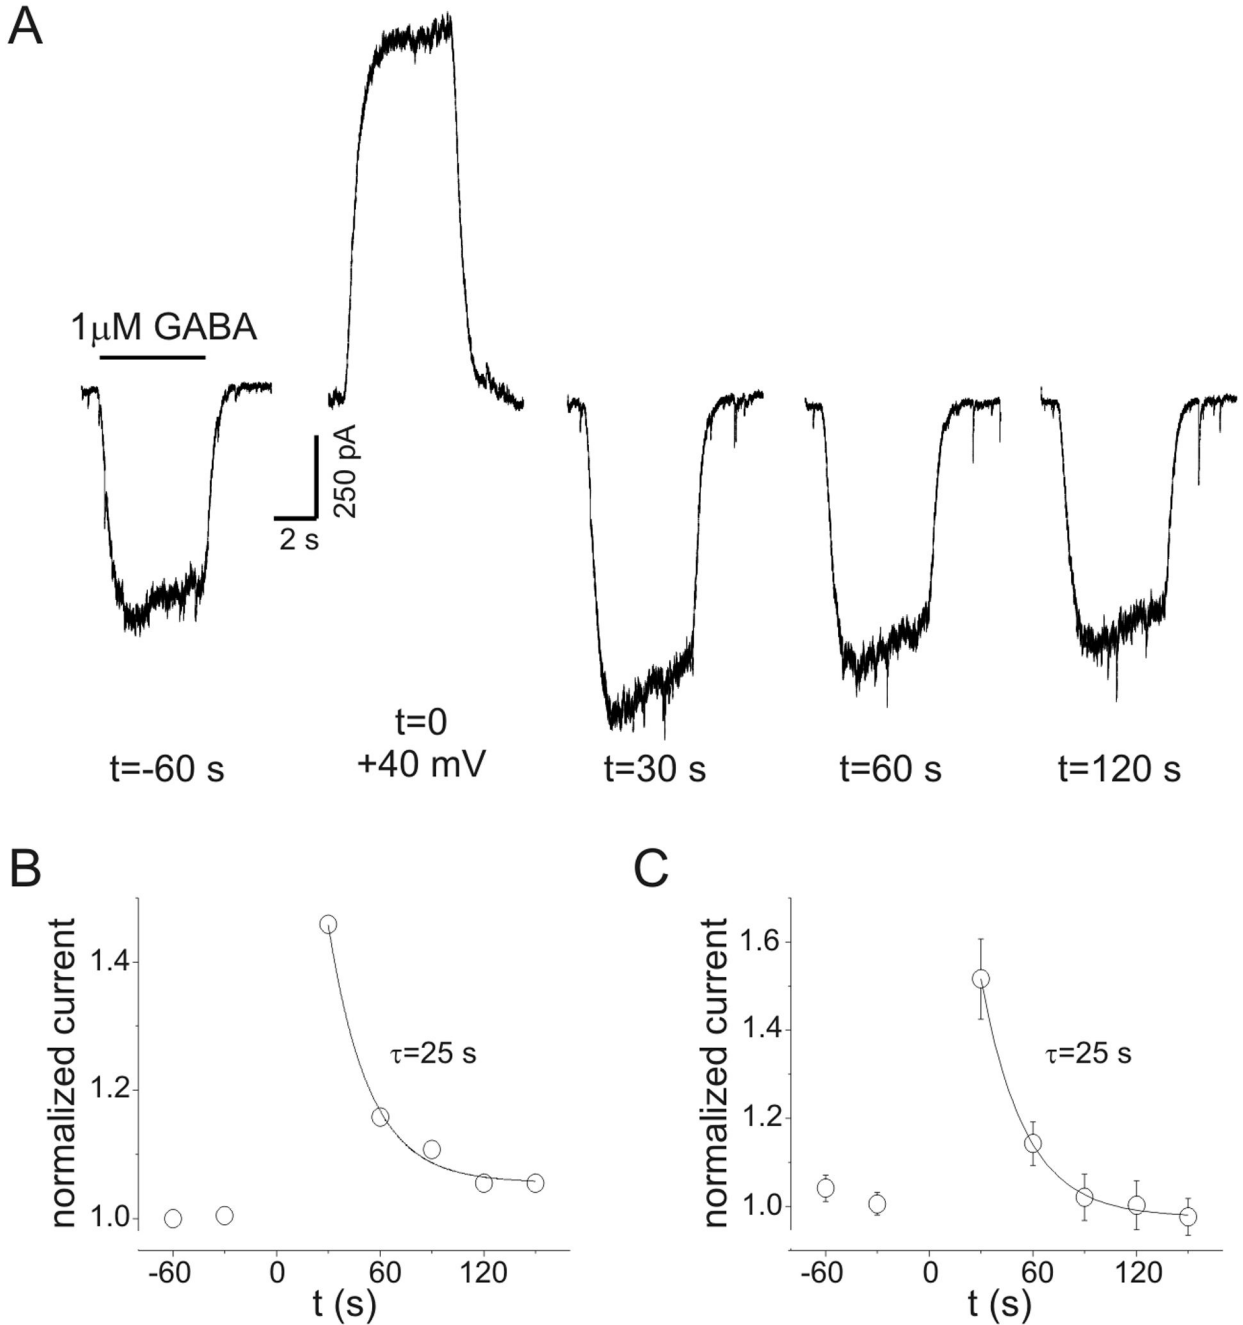 A
1μM GABA
250 pA
2 s
t=0
+40 mV
t=-60 s
t=30 s
t=60 s
t=120 s
B
normalized current
1.4
1.2
1.0
τ=25 s
-60
0
60
120
t (s)
C
normalized current
1.6
1.4
1.2
1.0
τ=25 s
-60
0
60
120
t (s)